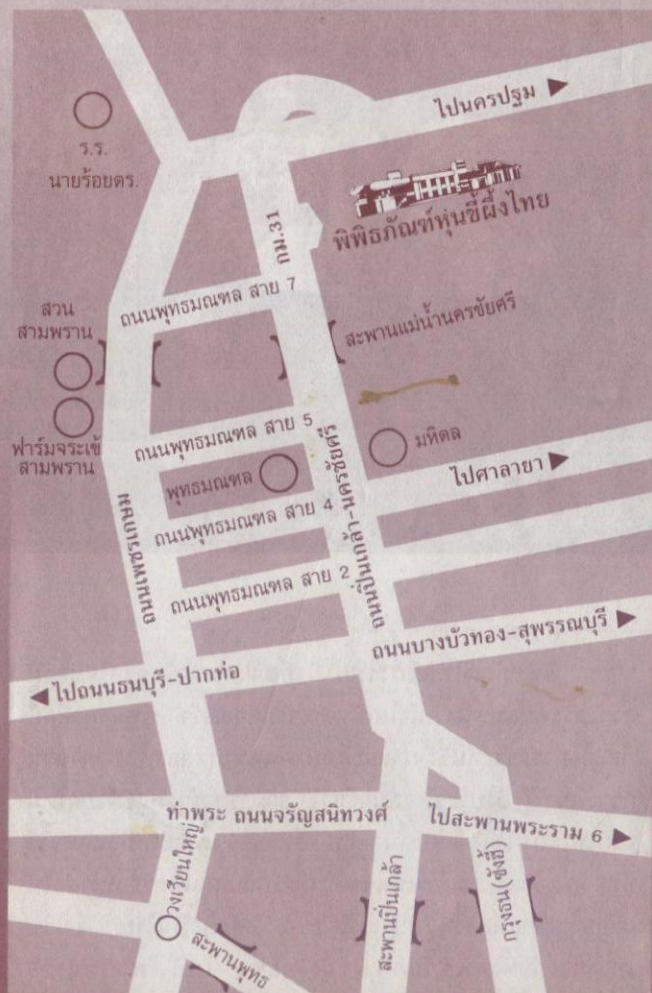 ไปนครปฐม
ร.ร.
นายร้อยตร.
พิพิธภัณฑ์หุ่นขี้ผึ้งไทย
กม.31
ถนนพุทธมณฑล สาย 7
สวน
สามพราน
สะพานแม่น้ำนครชัยศรี
ฟาร์มจระเข้
สามพราน
ถนนพุทธมณฑล สาย 5
มหิดล
พุทธมณฑล
ไปศาลายา
ถนนพุทธมณฑล สาย 4
ถนนเพชรเกษม
ถนนปิ่นเกล้า-นครชัยศรี
ถนนพุทธมณฑล สาย 2
ถนนบางบัวทอง-สุพรรณบุรี
ไปถนนธนบุรี-ปากท่อ
ท่าพระ ถนนจรัญสนิทวงศ์
ไปสะพานพระราม 6
วงเวียนใหญ่
สะพานพุทธ
สะพานปิ่นเกล้า
กรุงธน(ซังฮี้)